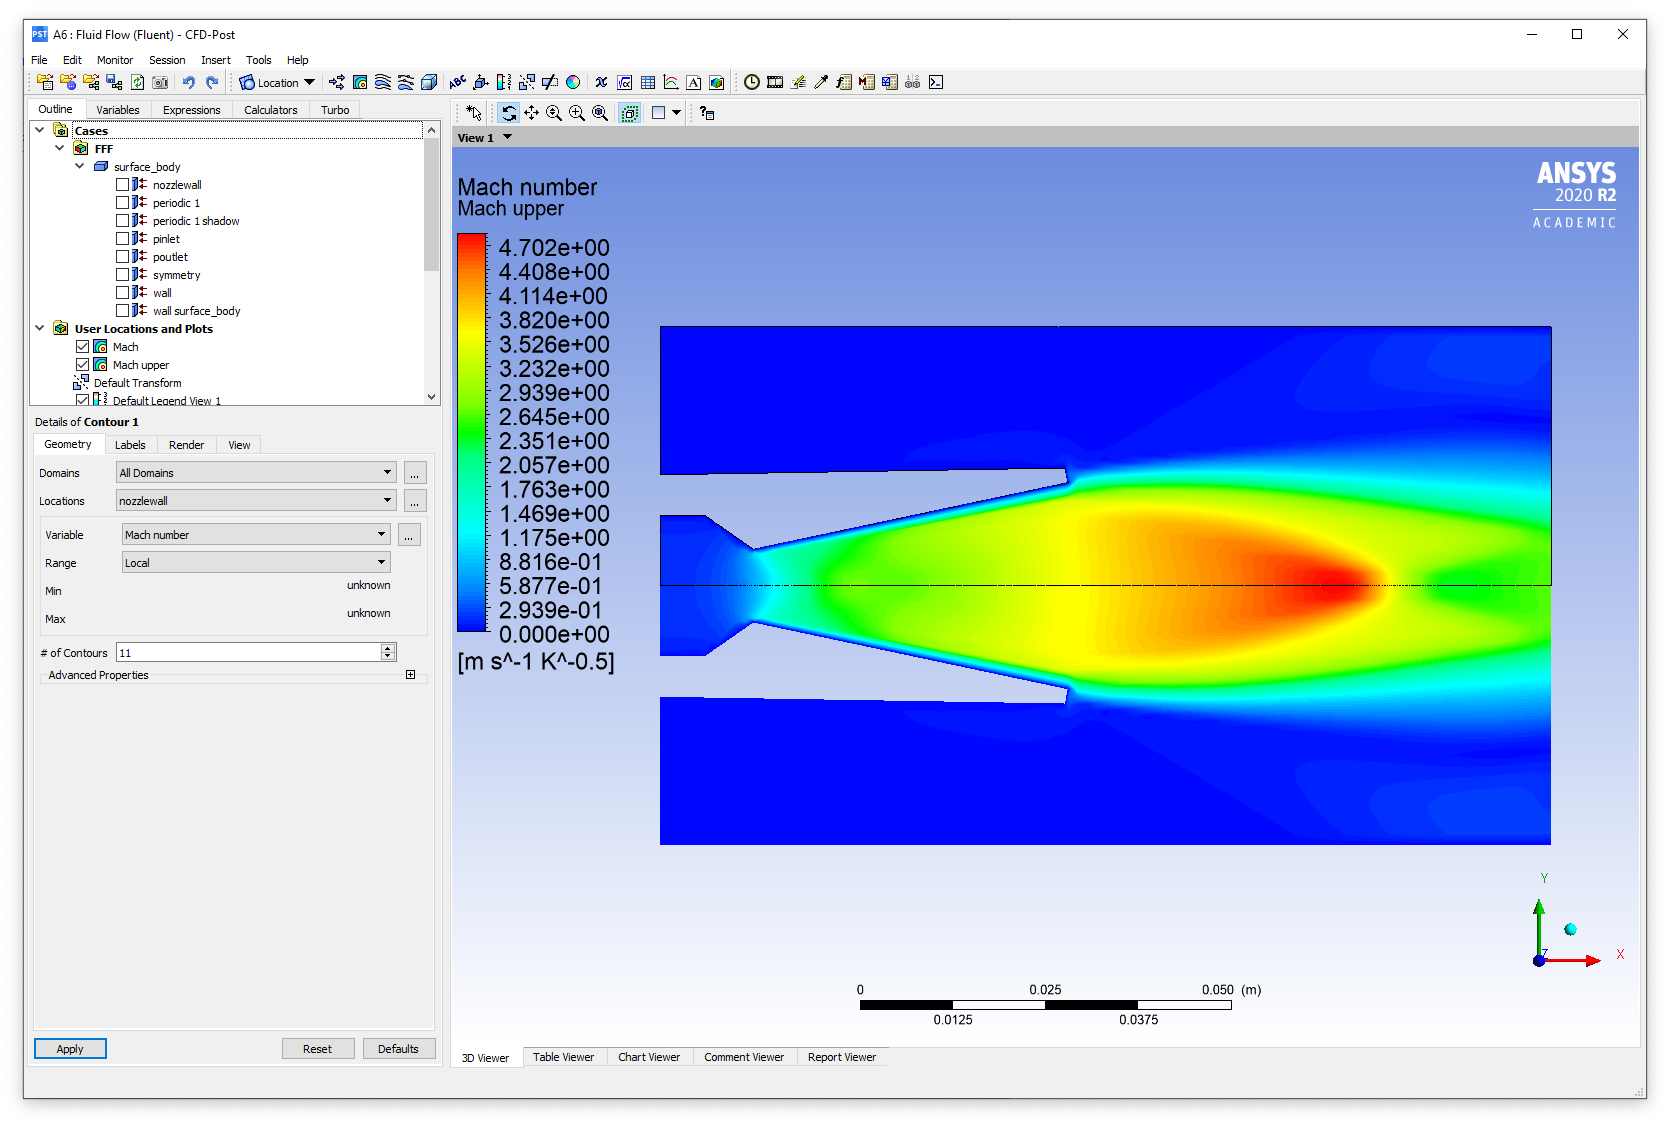 PST A6 : Fluid Flow (Fluent) - CFD-Post
File Edit Monitor Session Insert Tools Help
Location
Outline Variables Expressions Calculators Turbo
Cases
FFF
surface_body
nozzlewall
periodic 1
periodic 1 shadow
pinlet
poutlet
symmetry
wall
wall surface_body
User Locations and Plots
Mach
Mach upper
Default Transform
Default Legend View 1
Details of Contour 1
Geometry Labels Render View
Domains All Domains ...
Locations nozzlewall ...
Variable Mach number ...
Range Local
Min unknown
Max unknown
# of Contours 11
Advanced Properties
Apply Reset Defaults
View 1
Mach number
Mach upper
4.702e+00
4.408e+00
4.114e+00
3.820e+00
3.526e+00
3.232e+00
2.939e+00
2.645e+00
2.351e+00
2.057e+00
1.763e+00
1.469e+00
1.175e+00
8.816e-01
5.877e-01
2.939e-01
0.000e+00
[m s^-1 K^-0.5]
ANSYS
2020 R2
ACADEMIC
Y
Z
X
0 0.025 0.050 (m)
0.0125 0.0375
3D Viewer Table Viewer Chart Viewer Comment Viewer Report Viewer